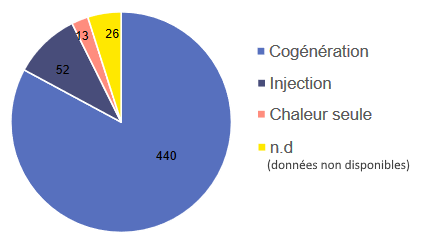 26
13
52
440
Cogénération
Injection
Chaleur seule
n.d
(données non disponibles)